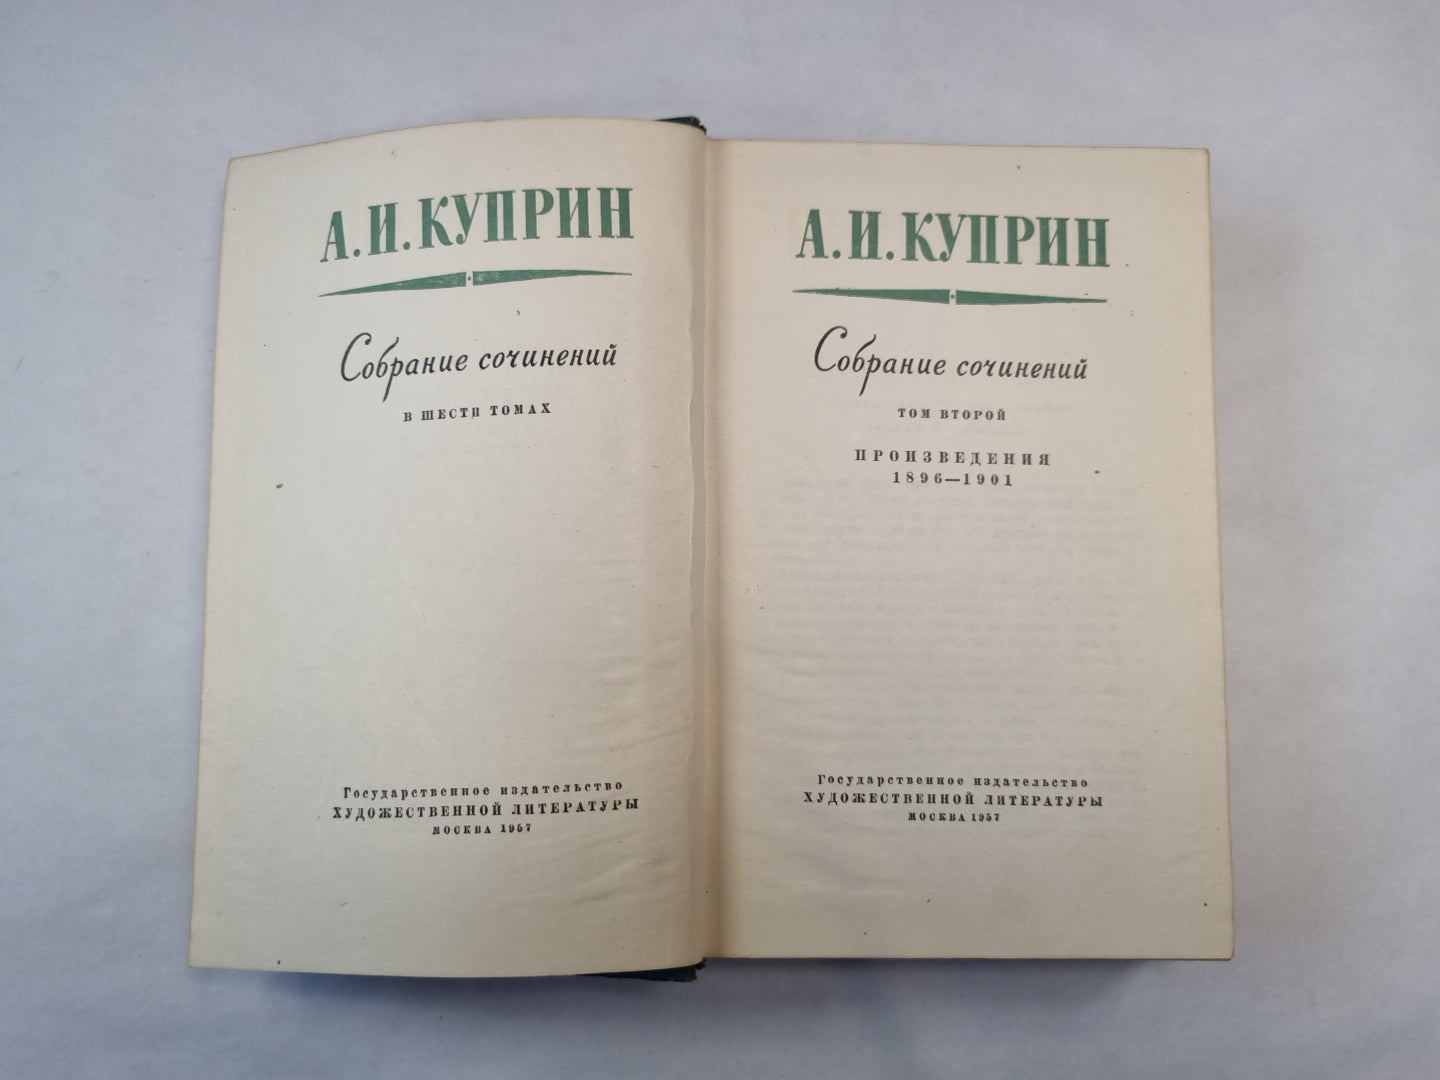 А.И.КУПРИН
Собрание сочинений
В ШЕСТИ ТОМАХ
Государственное издательство
ХУДОЖЕСТВЕННОЙ ЛИТЕРАТУРЫ
МОСКВА 1957
А.И.КУПРИН
Собрание сочинений
ТОМ ВТОРОЙ
ПРОИЗВЕДЕНИЯ
1896—1901
Государственное издательство
ХУДОЖЕСТВЕННОЙ ЛИТЕРАТУРЫ
МОСКВА 1957